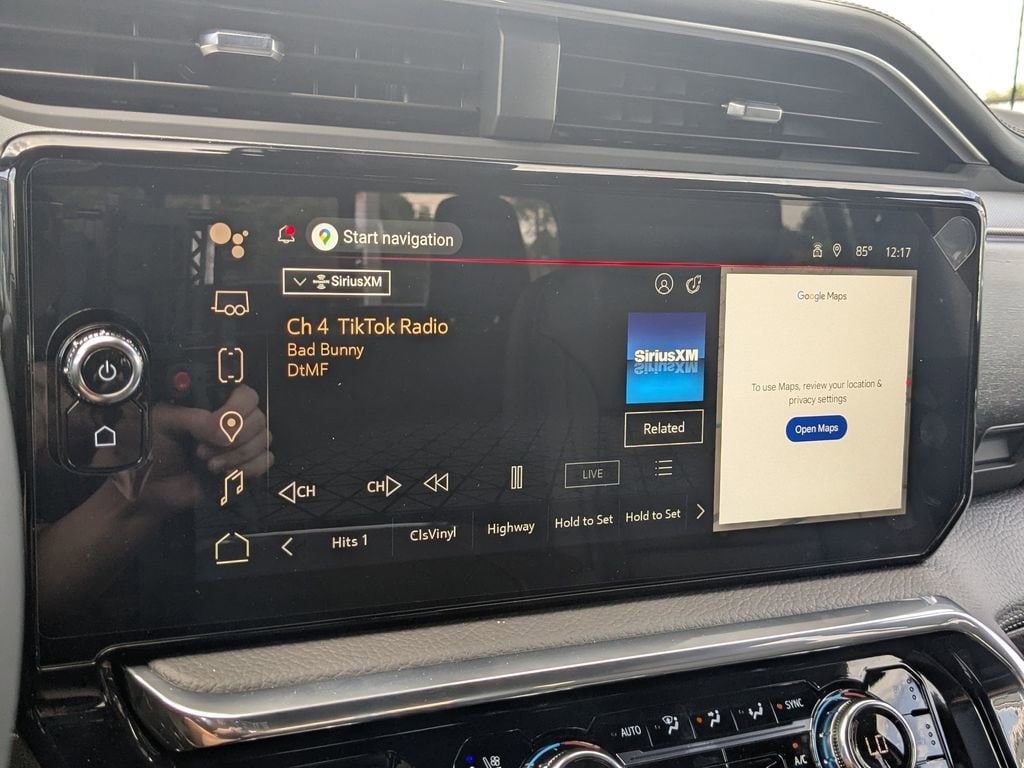 Start navigation
85° 12:17
SiriusXM
Ch 4 TikTok Radio
Bad Bunny
DtMF
SiriusXM
Related
Google Maps
To use Maps, review your location &
privacy settings
Open Maps
CH CH LIVE
Hits 1 ClsVinyl Highway Hold to Set Hold to Set
AUTO SYNC
A/C LO